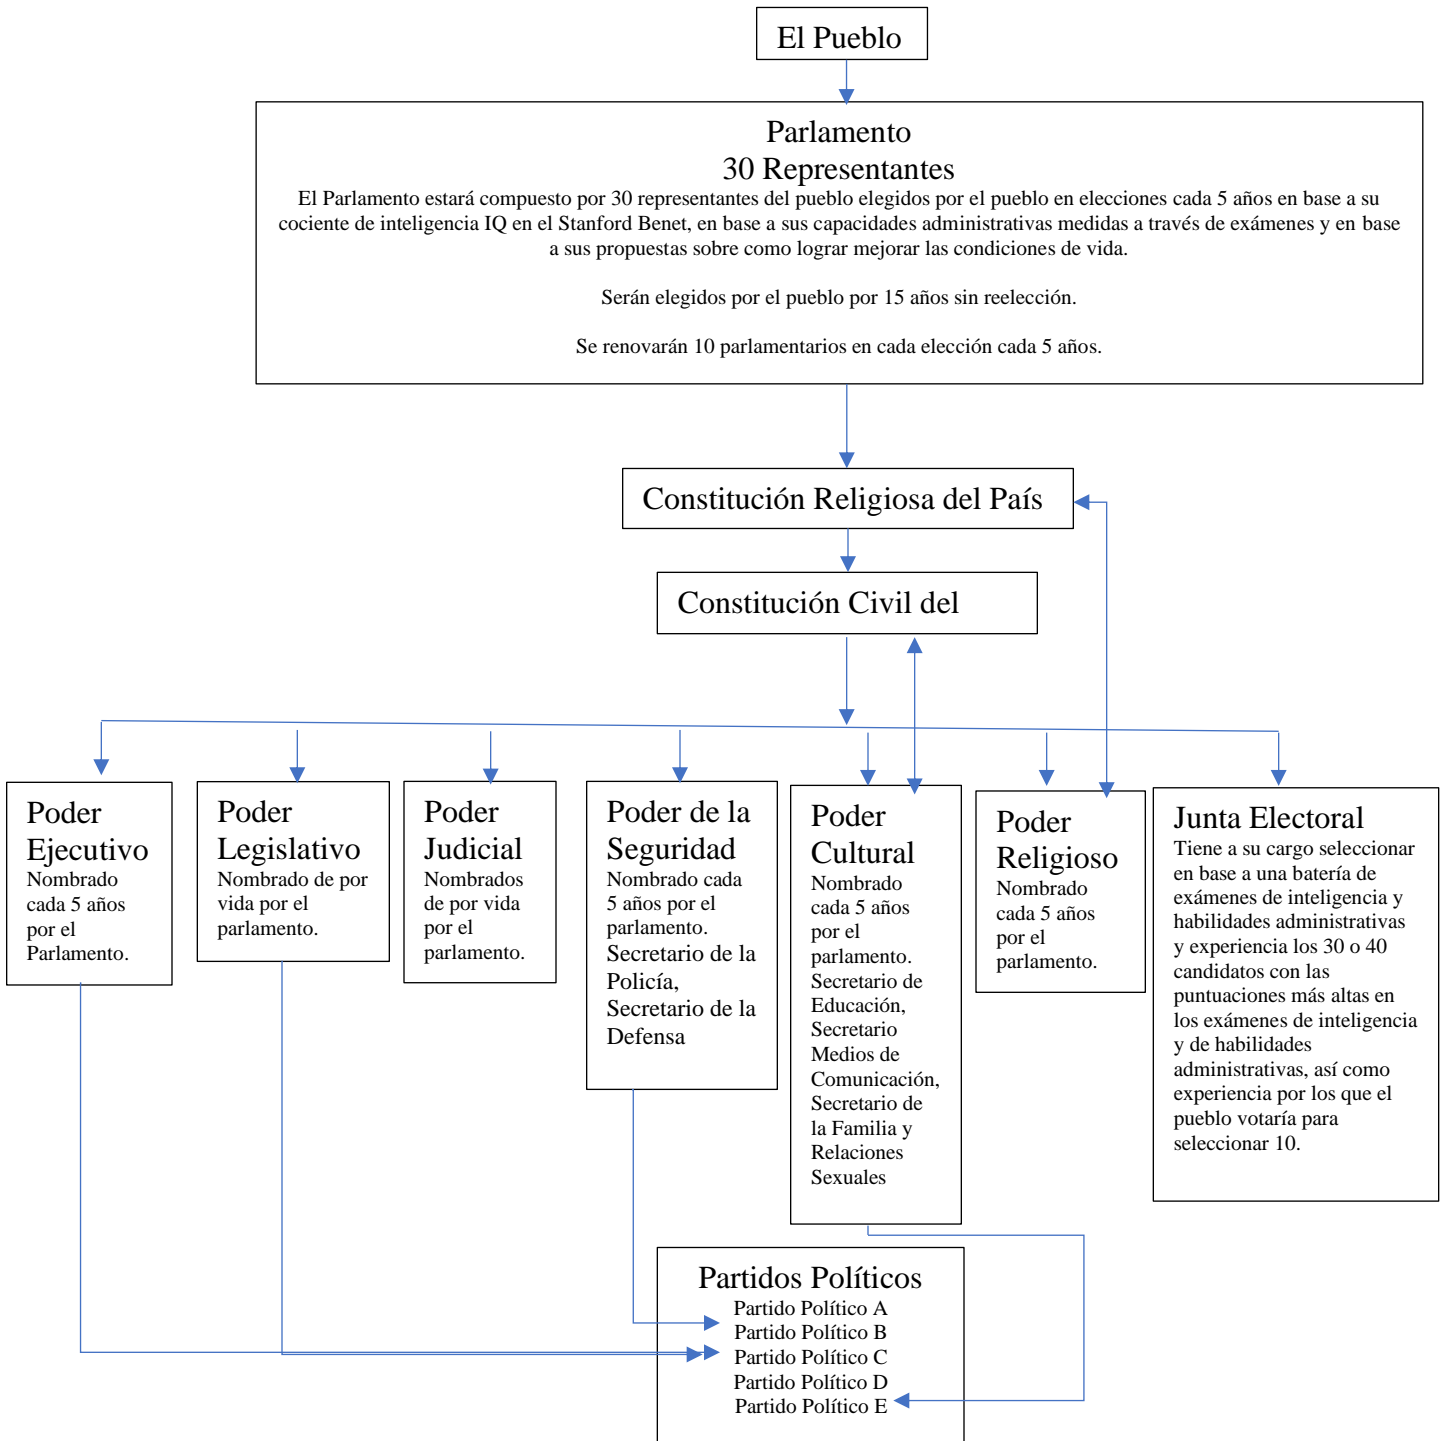 El Pueblo
Parlamento
30 Representantes
El Parlamento estará compuesto por 30 representantes del pueblo elegidos por el pueblo en elecciones cada 5 años en base a su
cociente de inteligencia IQ en el Stanford Benet, en base a sus capacidades administrativas medidas a través de exámenes y en base
a sus propuestas sobre como lograr mejorar las condiciones de vida.
Serán elegidos por el pueblo por 15 años sin reelección.
Se renovarán 10 parlamentarios en cada elección cada 5 años.
Constitución Religiosa del País
Constitución Civil del
Poder
Ejecutivo
Nombrado
cada 5 años
por el
Parlamento.
Poder
Legislativo
Nombrado de por
vida por el
parlamento.
Poder
Judicial
Nombrados
de por vida
por el
parlamento.
Poder de la
Seguridad
Nombrado cada
5 años por el
parlamento.
Secretario de la
Policía,
Secretario de la
Defensa
Poder
Cultural
Nombrado
cada 5 años
por el
parlamento.
Secretario de
Educación,
Secretario
Medios de
Comunicación,
Secretario de
la Familia y
Relaciones
Sexuales
Poder
Religioso
Nombrado
cada 5 años
por el
parlamento.
Junta Electoral
Tiene a su cargo seleccionar
en base a una batería de
exámenes de inteligencia y
habilidades administrativas
y experiencia los 30 o 40
candidatos con las
puntuaciones más altas en
los exámenes de inteligencia
y de habilidades
administrativas, así como
experiencia por los que el
pueblo votaría para
seleccionar 10.
Partidos Políticos
Partido Político A
Partido Político B
Partido Político C
Partido Político D
Partido Político E